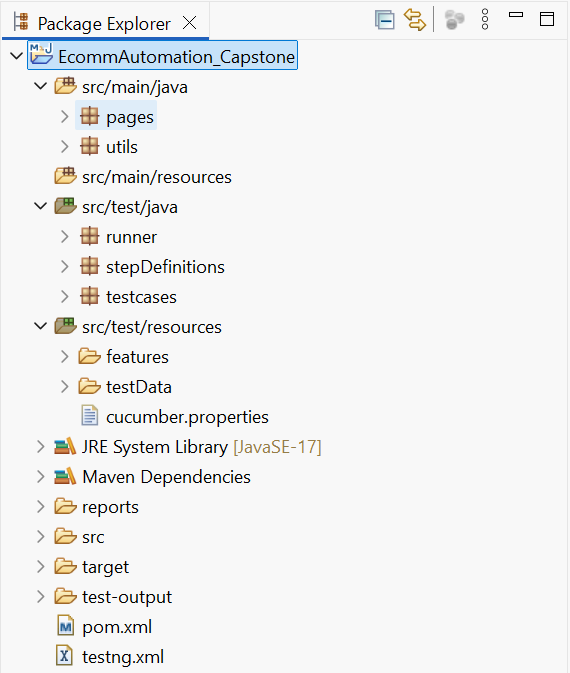 Package Explorer
EcommAutomation_Capstone
src/main/java
pages
utils
src/main/resources
src/test/java
runner
stepDefinitions
testcases
src/test/resources
features
testData
cucumber.properties
JRE System Library [JavaSE-17]
Maven Dependencies
reports
src
target
test-output
pom.xml
testng.xml